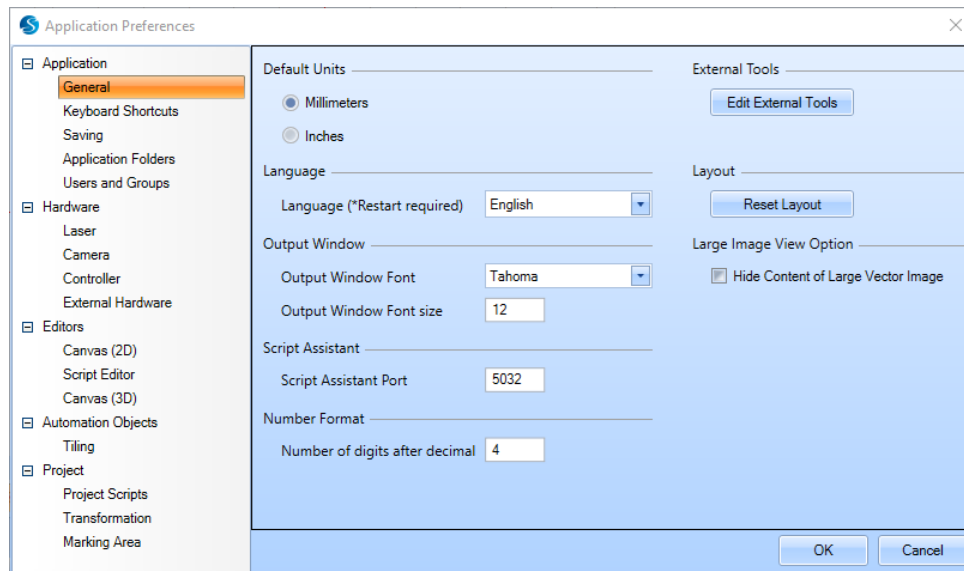 Application Preferences
Application
General
Keyboard Shortcuts
Saving
Application Folders
Users and Groups
Hardware
Laser
Camera
Controller
External Hardware
Editors
Canvas (2D)
Script Editor
Canvas (3D)
Automation Objects
Tiling
Project
Project Scripts
Transformation
Marking Area
Default Units
Millimeters
Inches
Language
Language (*Restart required) English
Output Window
Output Window Font Tahoma
Output Window Font size 12
Script Assistant
Script Assistant Port 5032
Number Format
Number of digits after decimal 4
External Tools
Edit External Tools
Layout
Reset Layout
Large Image View Option
Hide Content of Large Vector Image
OK Cancel